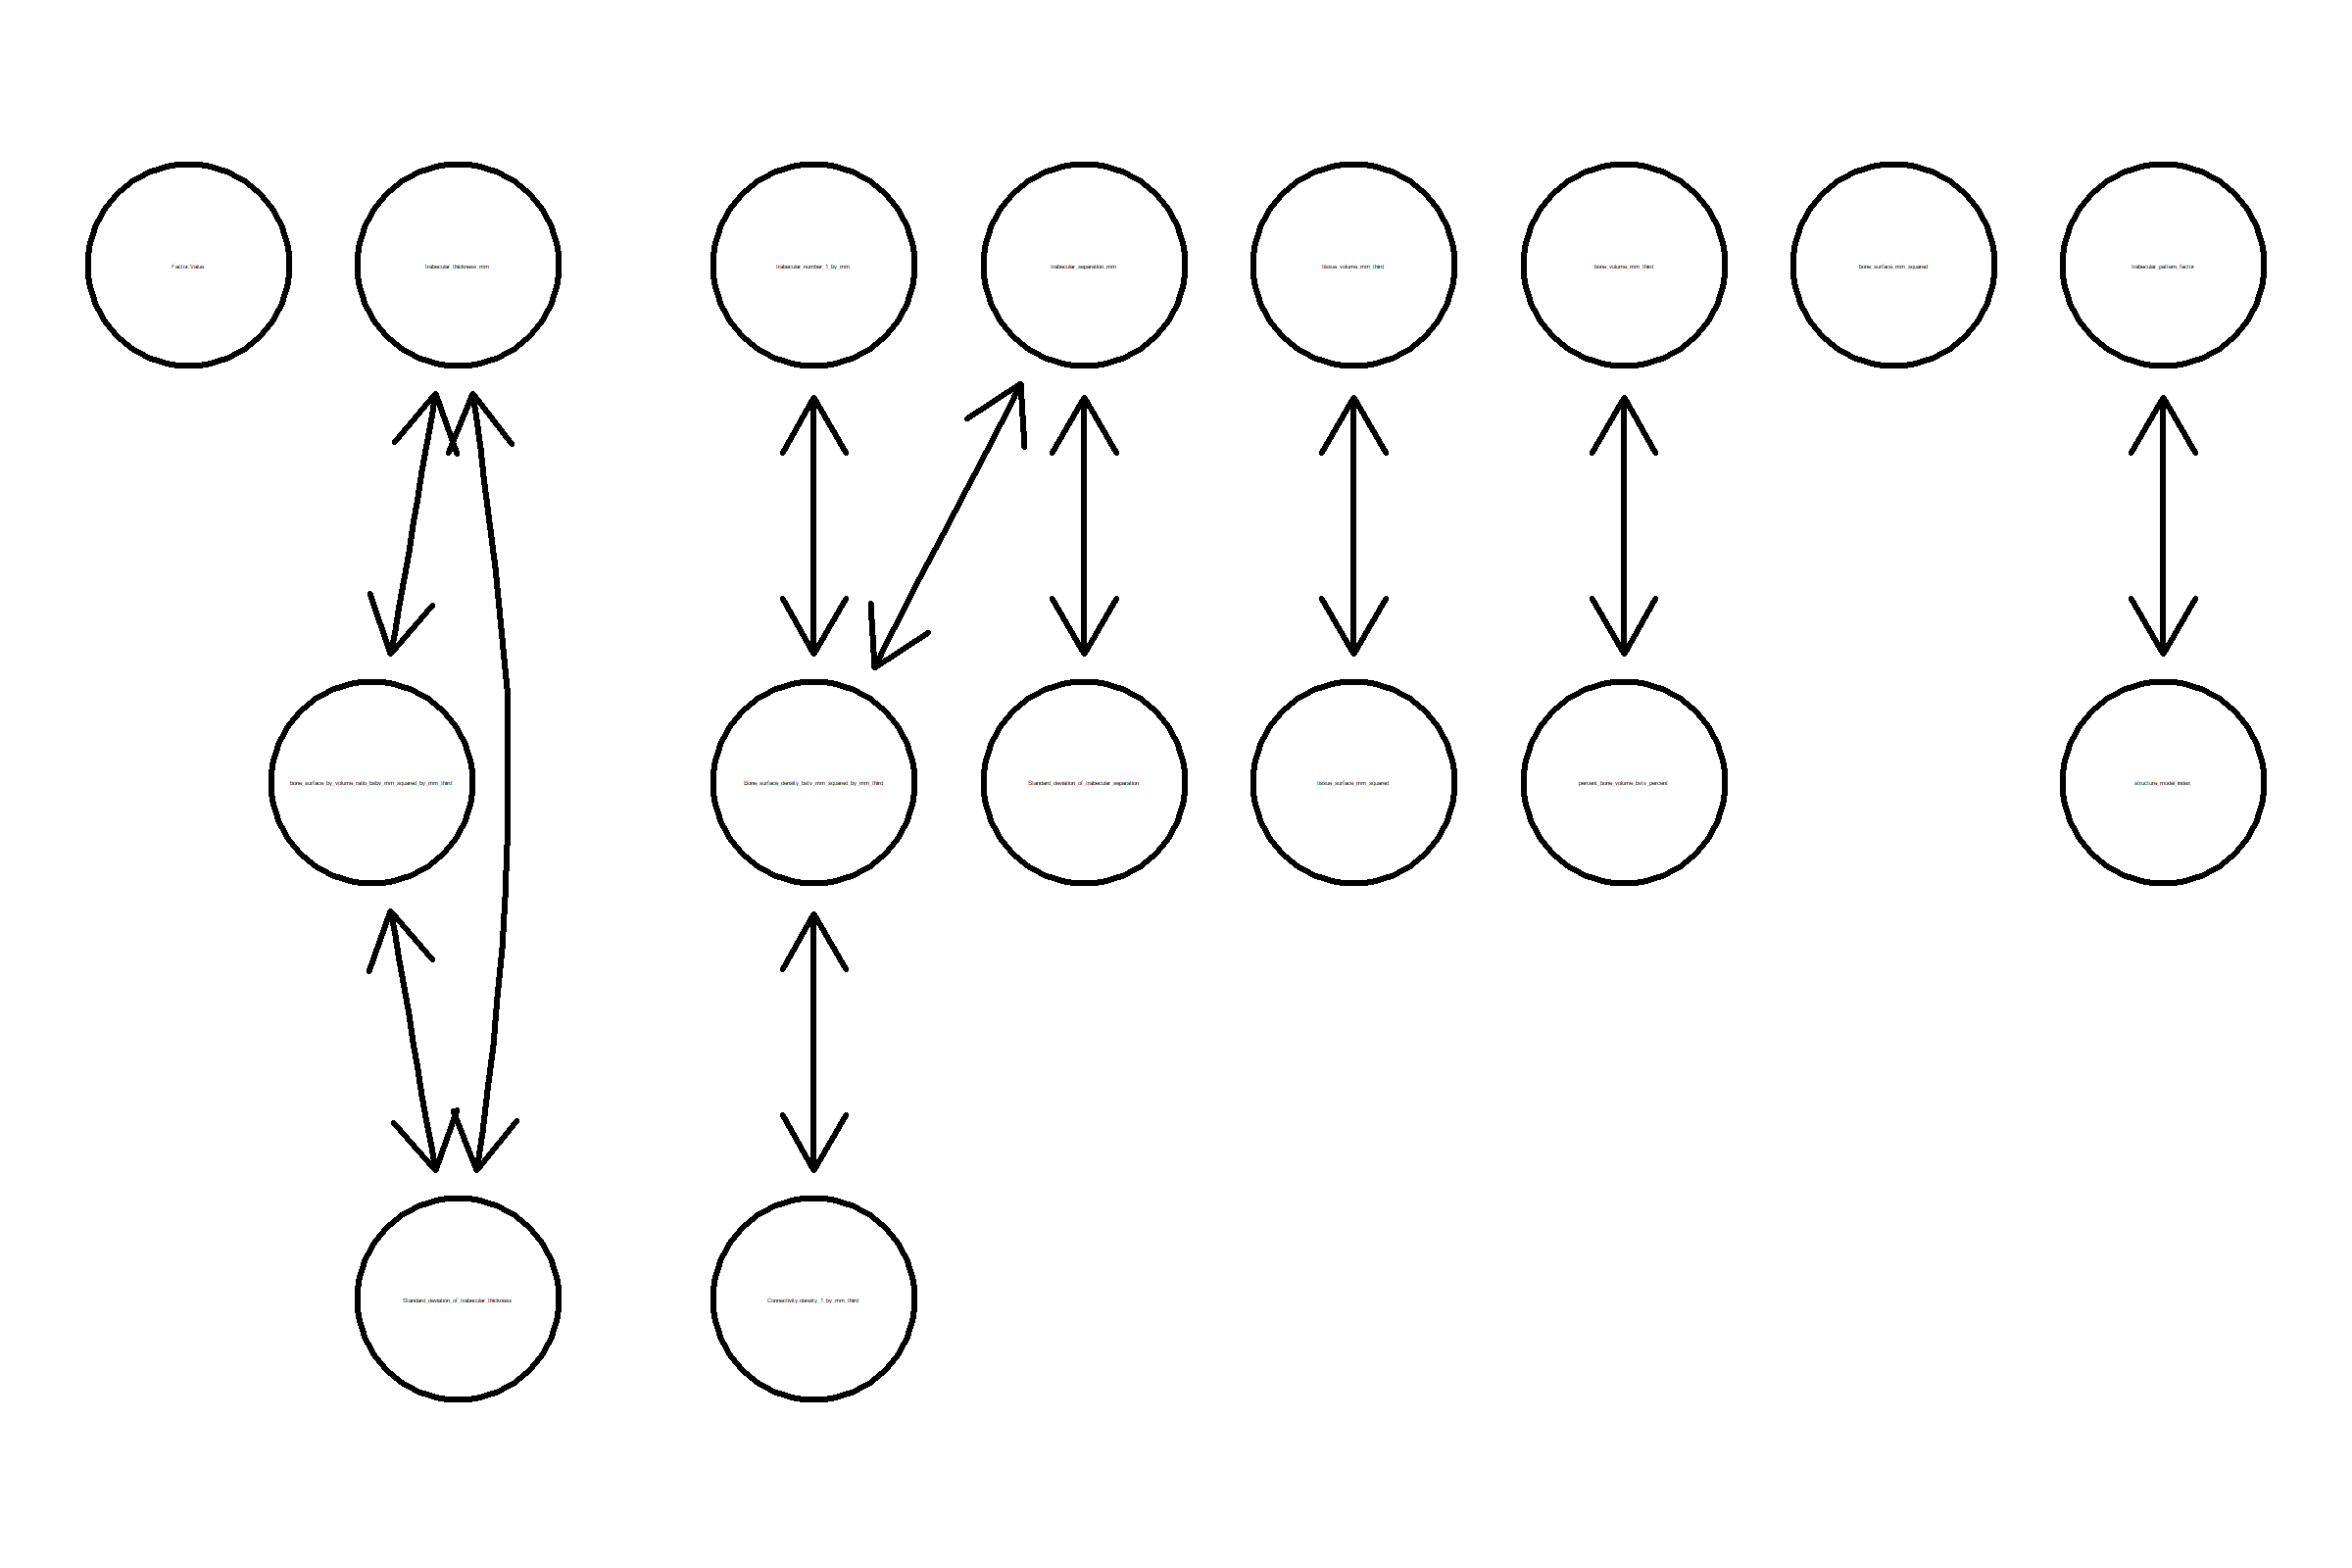 Factor.Value
trabecular_thickness_mm
trabecular_number_1_by_mm
trabecular_separation_mm
tissue_volume_mm_third
bone_volume_mm_third
bone_surface_mm_squared
trabecular_pattern_factor
bone_surface_by_volume_ratio_bsbv_mm_squared_by_mm_third
Bone_surface_density_bstv_mm_squared_by_mm_third
Standard_deviation_of_trabecular_separation
tissue_surface_mm_squared
percent_bone_volume_bvtv_percent
structure_model_index
Standard_deviation_of_trabecular_thickness
Connectivity.density_1_by_mm_third